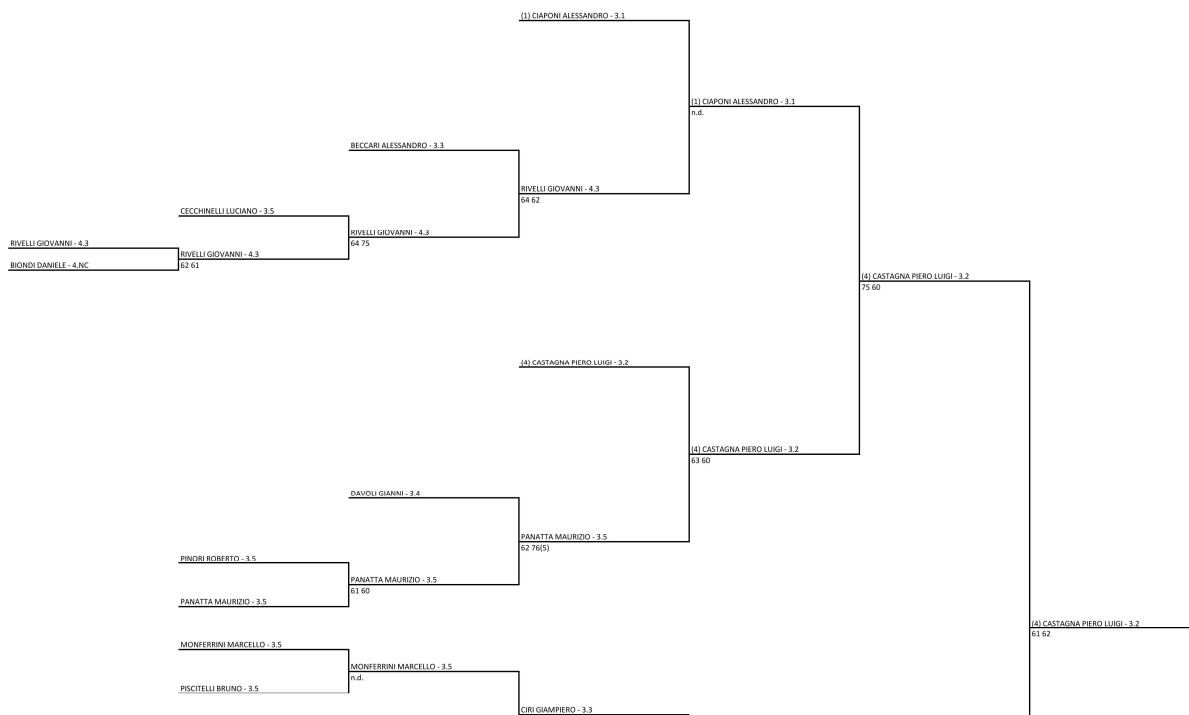 (1) CIAPONI ALESSANDRO - 3.1
(1) CIAPONI ALESSANDRO - 3.1
n.d.
BECCARI ALESSANDRO - 3.3
RIVELLI GIOVANNI - 4.3
64 62
CECCHINELLI LUCIANO - 3.5
RIVELLI GIOVANNI - 4.3
64 75
RIVELLI GIOVANNI - 4.3
RIVELLI GIOVANNI - 4.3
62 61
BIONDI DANIELE - 4.NC
(4) CASTAGNA PIERO LUIGI - 3.2
75 60
(4) CASTAGNA PIERO LUIGI - 3.2
(4) CASTAGNA PIERO LUIGI - 3.2
63 60
DAVOLI GIANNI - 3.4
PANATTA MAURIZIO - 3.5
62 76(5)
PINORI ROBERTO - 3.5
PANATTA MAURIZIO - 3.5
61 60
PANATTA MAURIZIO - 3.5
(4) CASTAGNA PIERO LUIGI - 3.2
61 62
MONFERRINI MARCELLO - 3.5
MONFERRINI MARCELLO - 3.5
n.d.
PISCITELLI BRUNO - 3.5
CIRI GIAMPIERO - 3.3